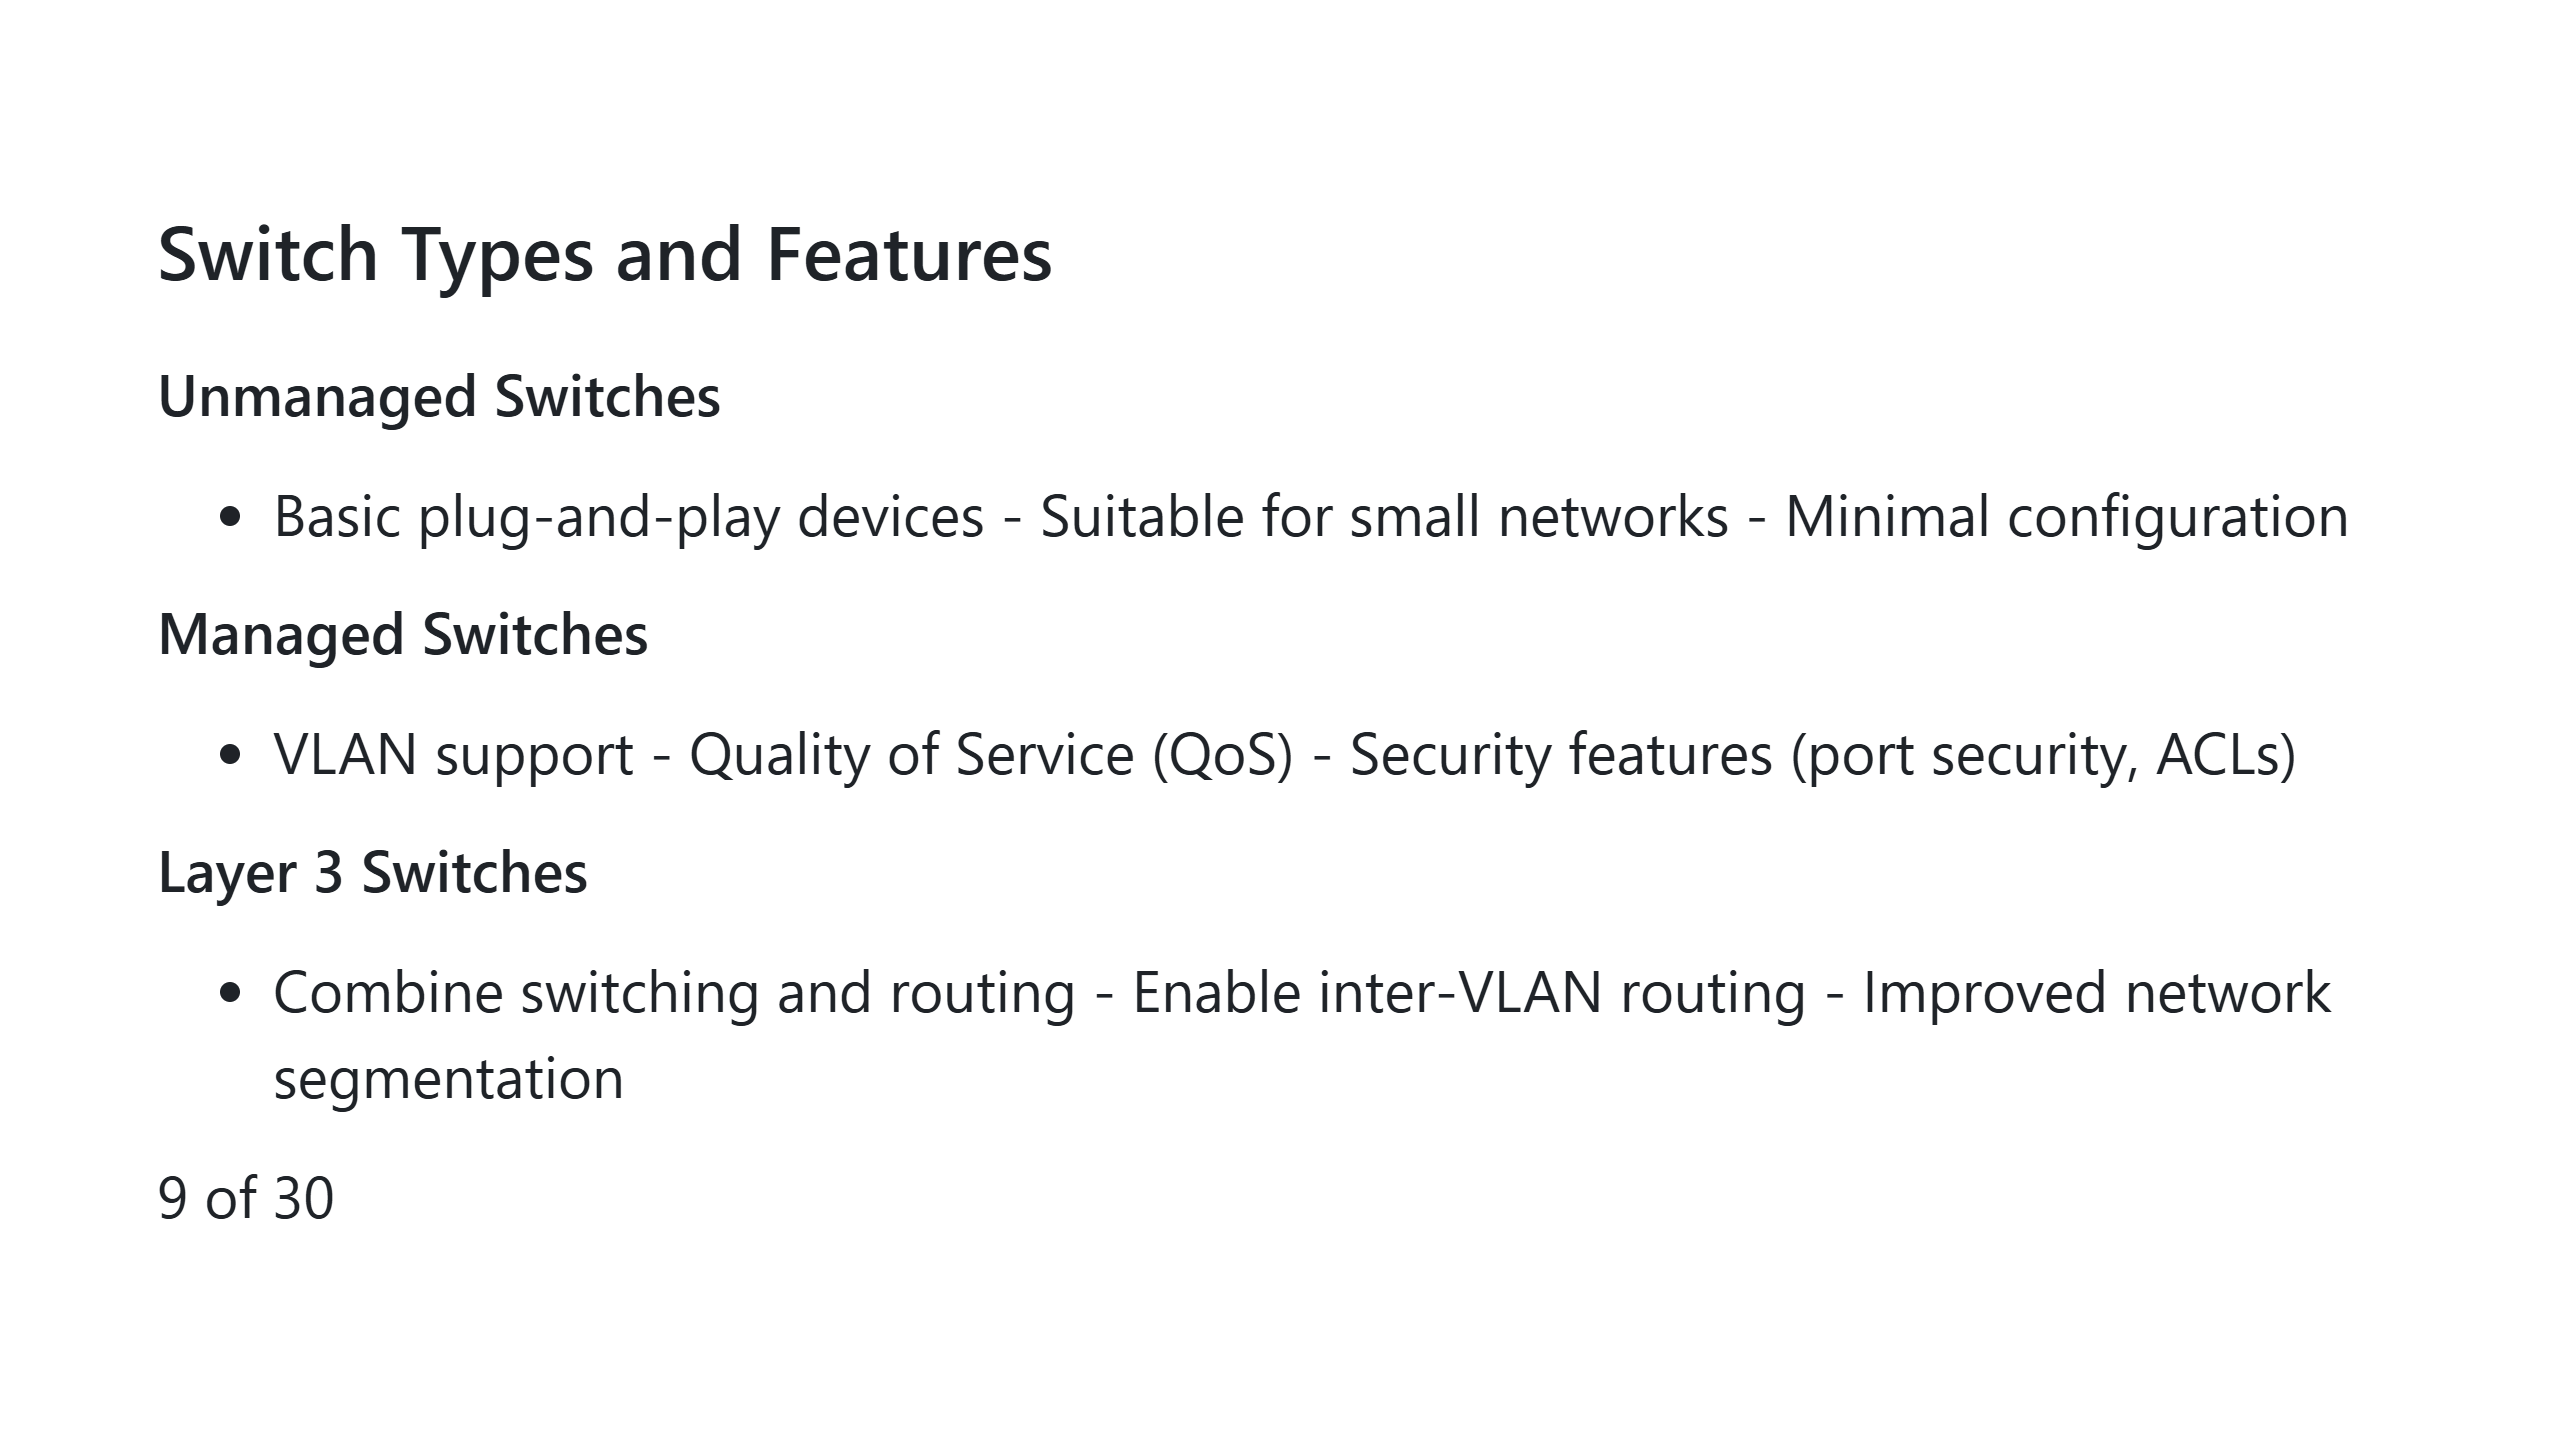 Switch Types and Features
Unmanaged Switches
• Basic plug-and-play devices - Suitable for small networks - Minimal configuration
Managed Switches
• VLAN support - Quality of Service (QoS) - Security features (port security, ACLs)
Layer 3 Switches
• Combine switching and routing - Enable inter-VLAN routing - Improved network
segmentation
9 of 30